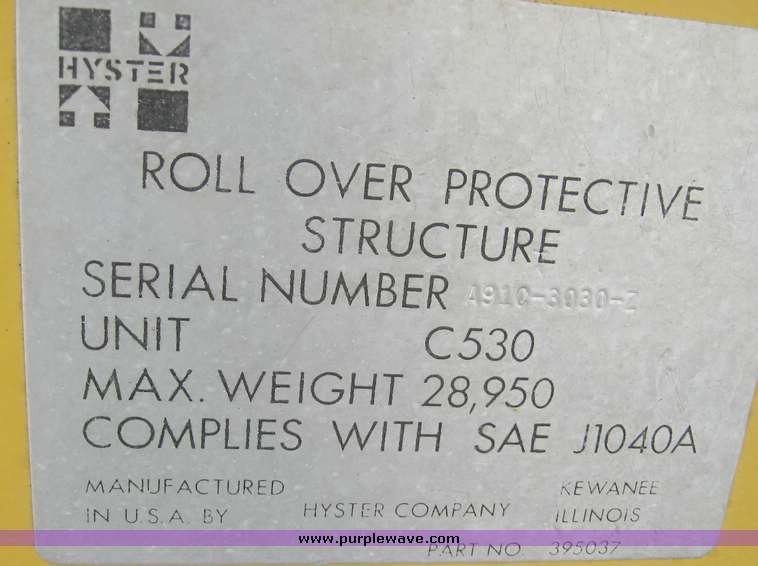 HYSTER
ROLL OVER PROTECTIVE
STRUCTURE
SERIAL NUMBER A91C-3030-Z
UNIT C530
MAX. WEIGHT 28,950
COMPLIES WITH SAE J1040A
MANUFACTURED KEWANEE
IN U.S.A. BY HYSTER COMPANY ILLINOIS
www.purplewave.com
PART NO 395037